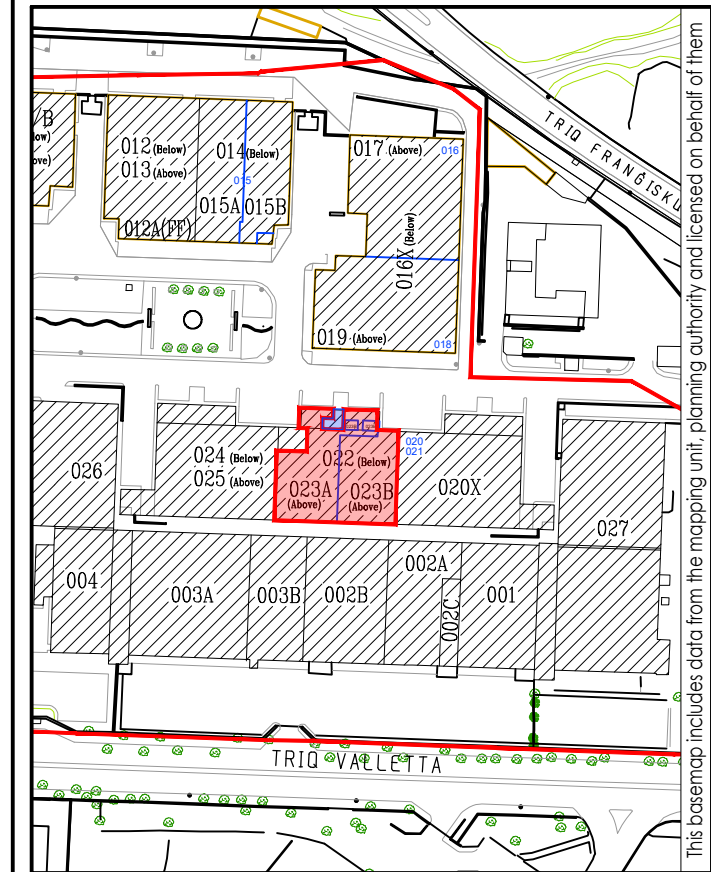 /B
012 (Below)
013 (Above)
012A(FF)
014 (Below)
015
015A
015B
017 (Above)
016
016X (Below)
019 (Above)
018
TRIQ FRANĠISKU
026
024 (Below)
025 (Above)
022 (Below)
023A
(Above)
023B
(Above)
020
021
020X
027
004
003A
003B
002B
002A
002C
001
TRIQ VALLETTA
This basemap includes data from the mapping unit, planning authority and licensed on behalf of them